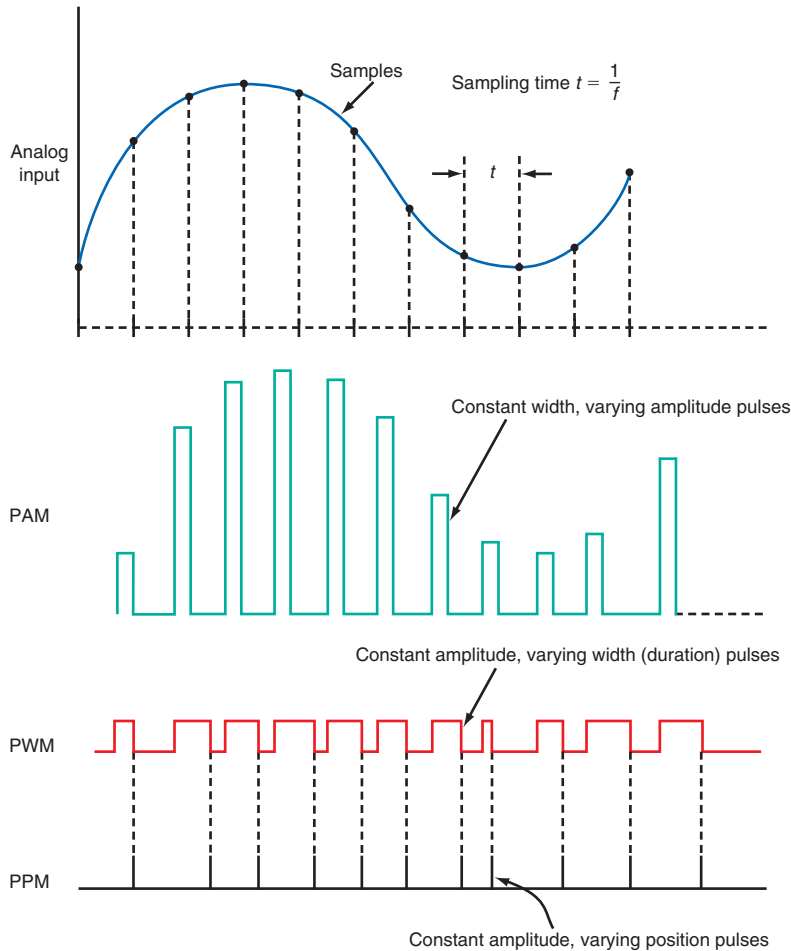 Samples
Sampling time t = 1/f
Analog
input
t
Constant width, varying amplitude pulses
PAM
Constant amplitude, varying width (duration) pulses
PWM
PPM
Constant amplitude, varying position pulses